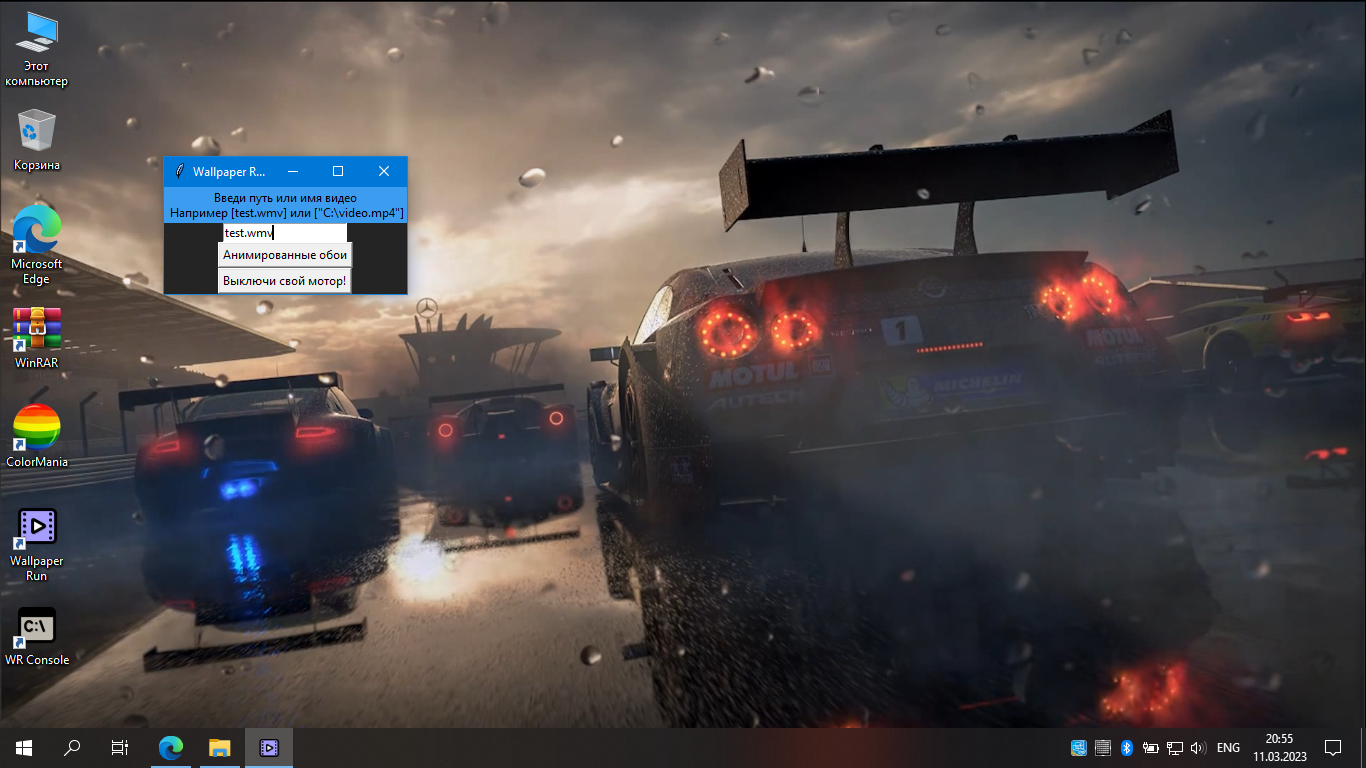 Этот
компьютер
Корзина
Microsoft
Edge
WinRAR
ColorMania
Wallpaper
Run
C:\
WR Console
Wallpaper R...
Введи путь или имя видео
Например [test.wmv] или ["C:\video.mp4"]
test.wmv
Анимированные обои
Выключи свой мотор!
1
MOTUL
AUTECH
MICHELIN
MOTUL
AUTECH
ENG
20:55
11.03.2023